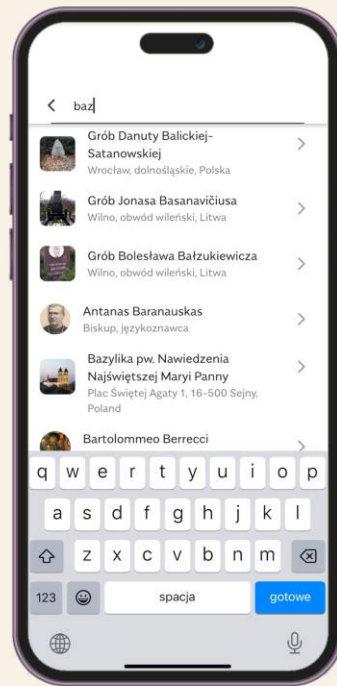 baz
Grób Danuty Balickiej-
Satanowskiej
Wrocław, dolnośląskie, Polska
Grób Jonasa Basanavičiusa
Wilno, obwód wileński, Litwa
Grób Bolesława Bałzukiewicza
Wilno, obwód wileński, Litwa
Antanas Baranauskas
Biskup, językoznawca
Bazylika pw. Nawiedzenia
Najświętszej Maryi Panny
Plac Świętej Agaty 1, 16-500 Sejny,
Poland
Bartolommeo Berrecci
q w e r t y u i o p
a s d f g h j k l
z x c v b n m
123 spacja gotowe